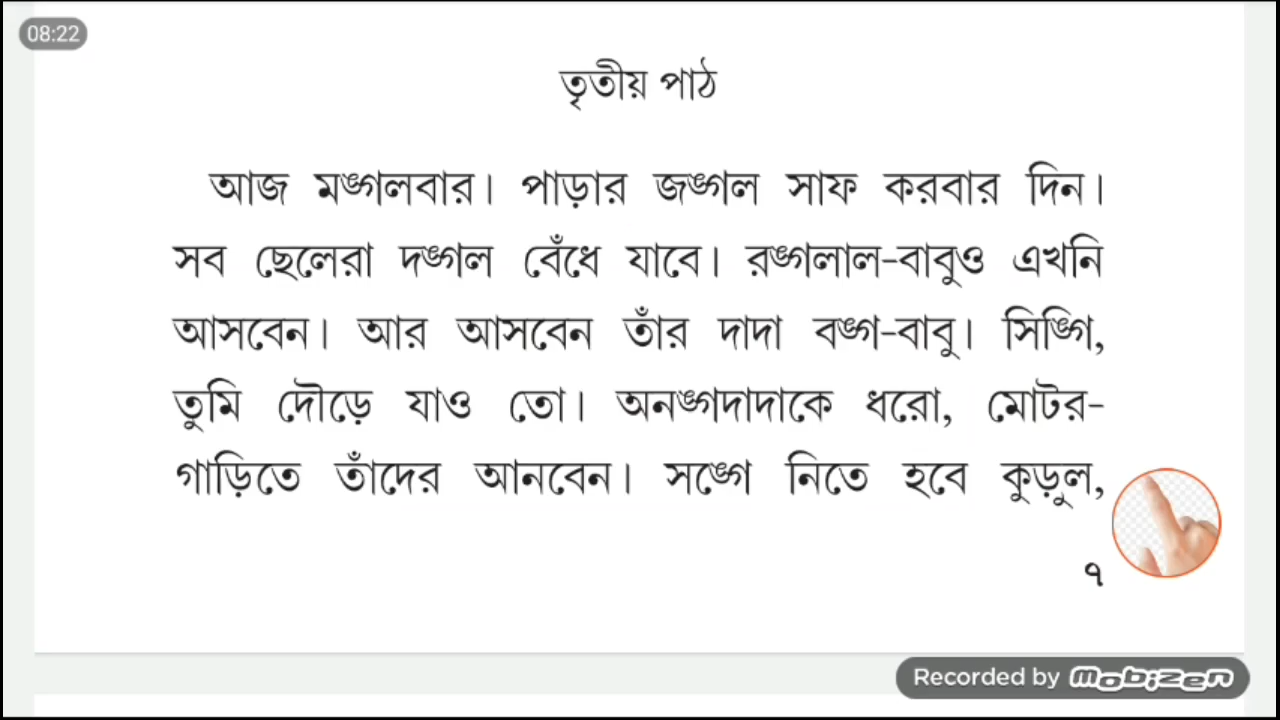 08:22
তৃতীয় পাঠ
আজ মঙ্গলবার। পাড়ার জঙ্গল সাফ করবার দিন।
সব ছেলেরা দঙ্গল বেঁধে যাবে। রঙ্গলাল-বাবুও এখনি
আসবেন। আর আসবেন তাঁর দাদা বঙ্গ-বাবু। সিঙ্গি,
তুমি দৌড়ে যাও তো। অনঙ্গদাদাকে ধরো, মোটর-
গাড়িতে তাঁদের আনবেন। সঙ্গে নিতে হবে কুড়ুল,
৭
Recorded by mobizen